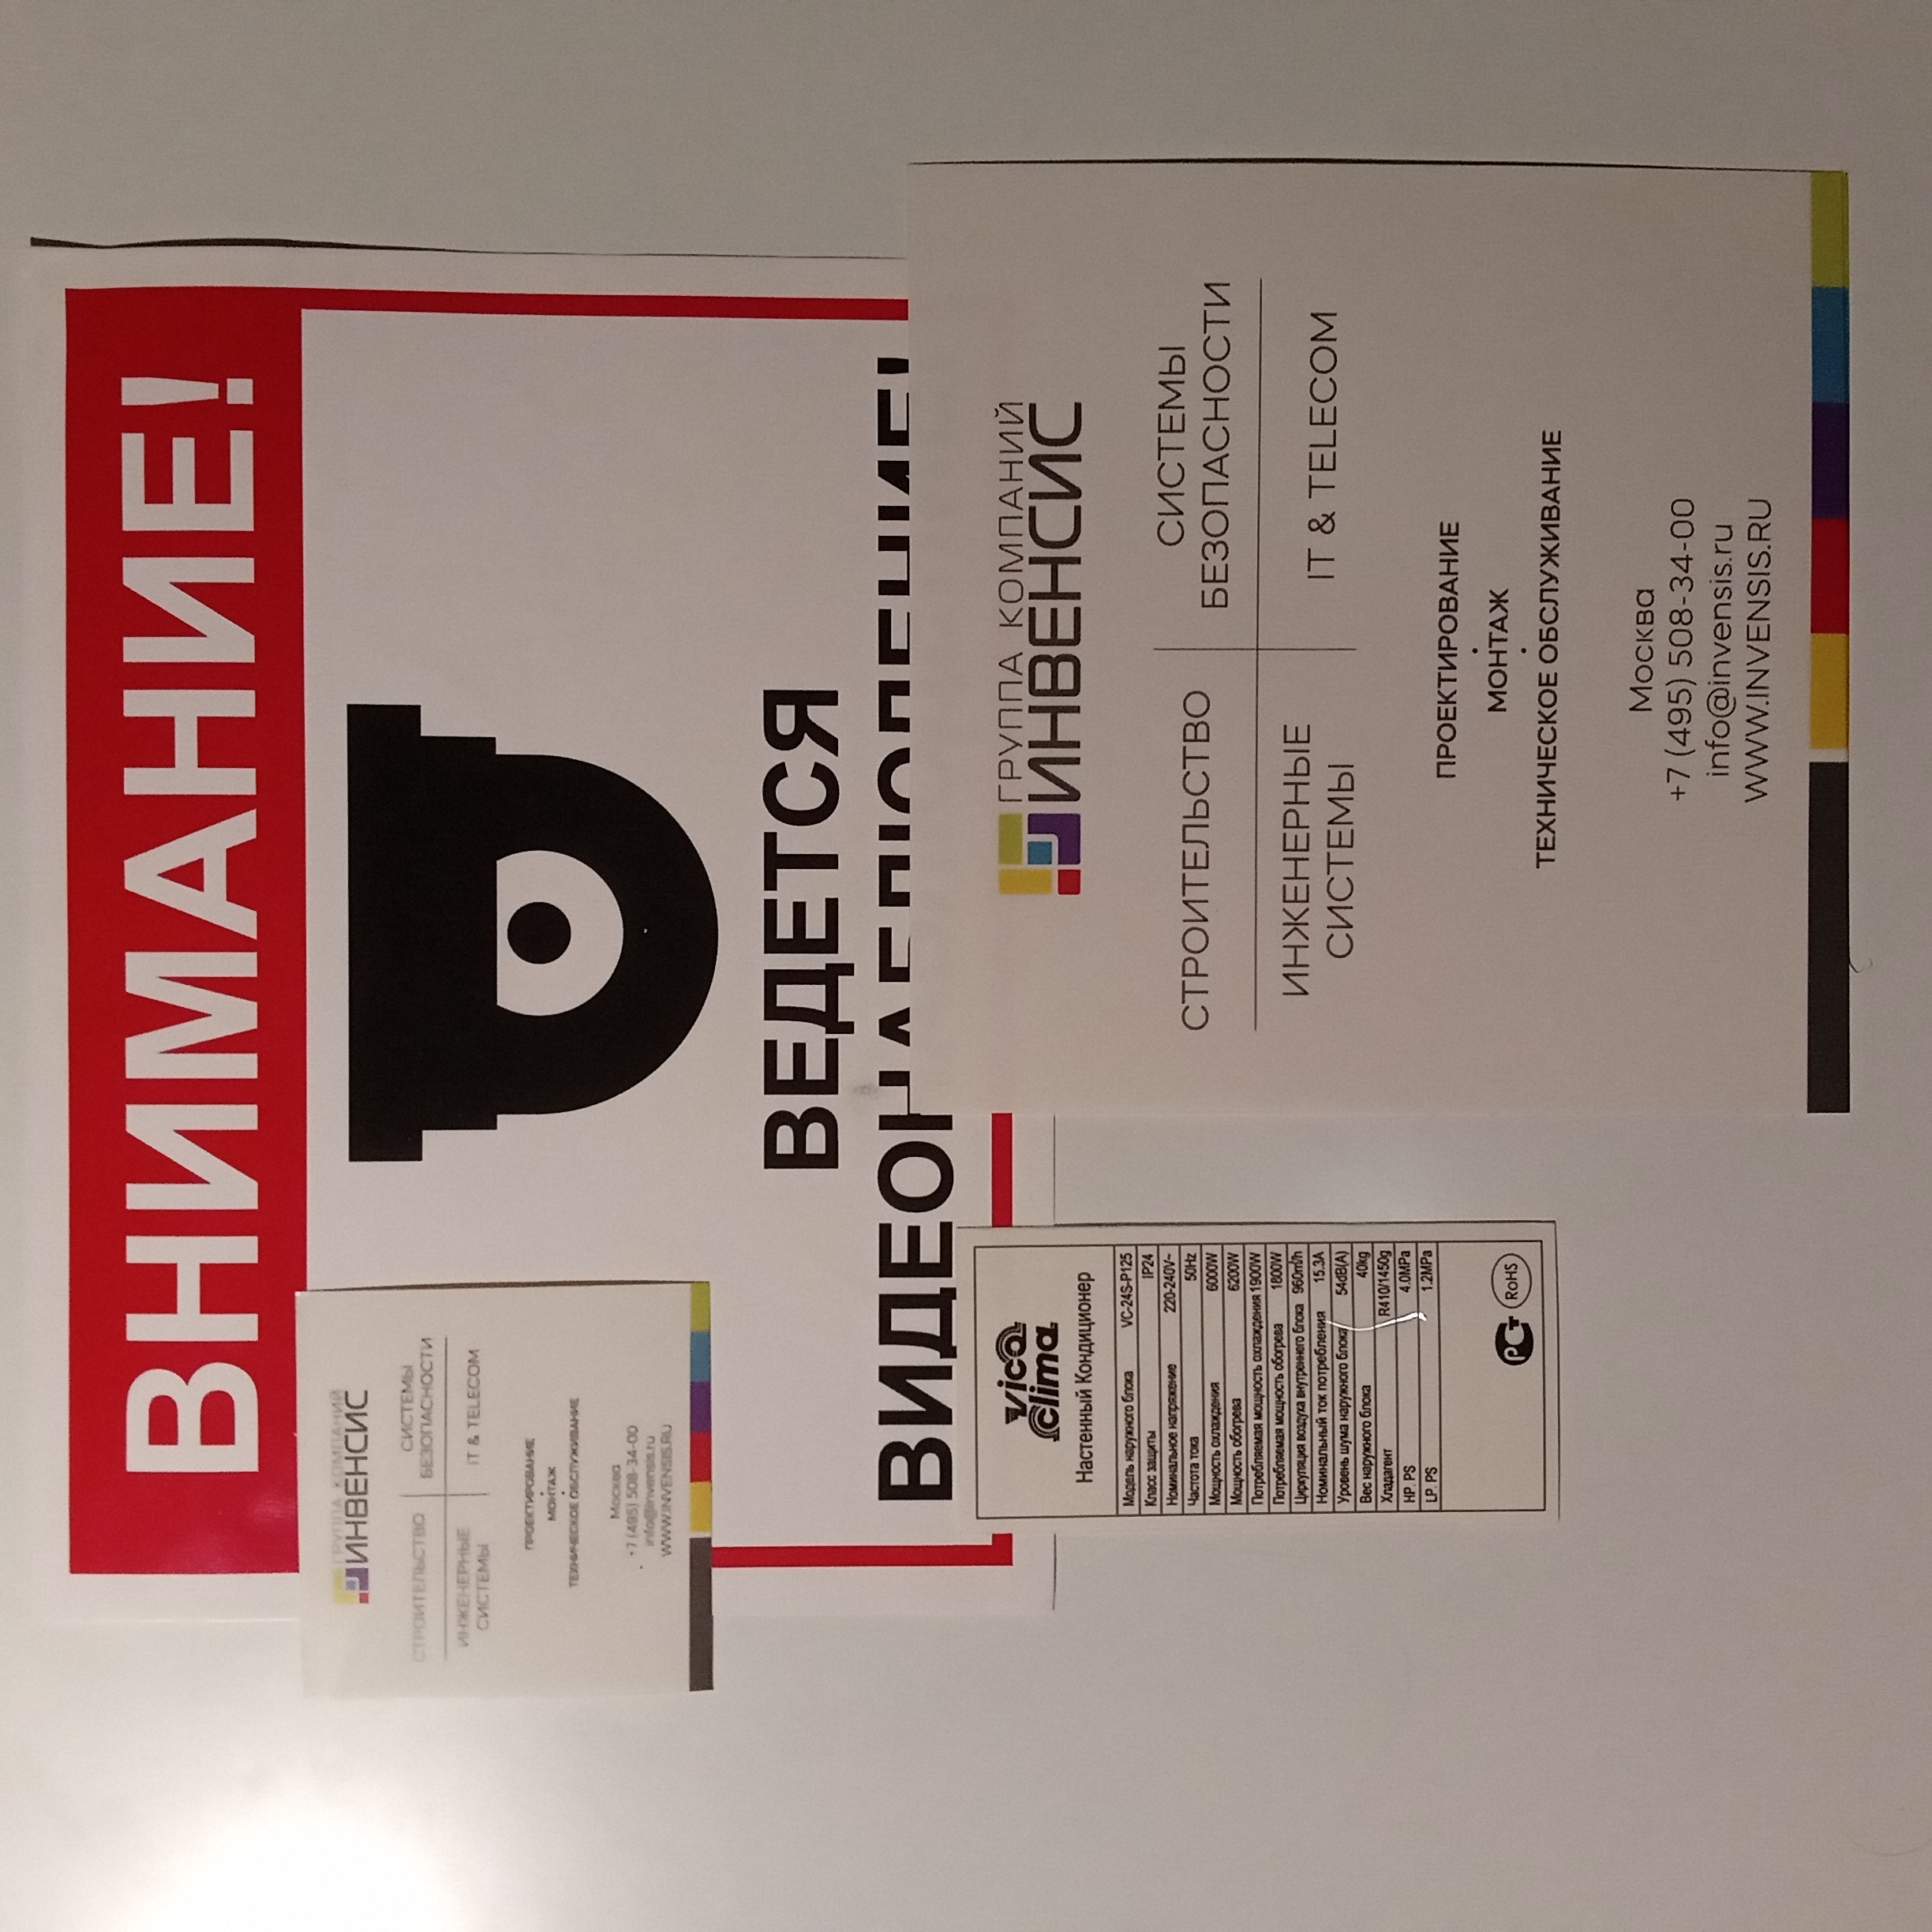 ВНИМАНИЕ!
ГРУППА КОМПАНИЙ
ИНВЕНСИС
СТРОИТЕЛЬСТВО
СИСТЕМЫ
БЕЗОПАСНОСТИ
ИНЖЕНЕРНЫЕ
СИСТЕМЫ
IT & TELECOM
ПРОЕКТИРОВАНИЕ
МОНТАЖ
ТЕХНИЧЕСКОЕ ОБСЛУЖИВАНИЕ
Москва
+7 (495) 508-34-00
info@invensis.ru
WWW.INVENSIS.RU
ВЕДЕТСЯ
ВИДЕОНАБЛЮДЕНИЕ!
vico
clima
Настенный Кондиционер
Модель наружного блока VC-24S-P125
Класс защиты IP24
Номинальное напряжение 220-240V~
Частота тока 50Hz
Мощность охлаждения 6000W
Мощность обогрева 6200W
Потребляемая мощность охлаждения 1900W
Потребляемая мощность обогрева 1800W
Циркуляция воздуха внутреннего блока 960m³/h
Номинальный ток потребления 15.3A
Уровень шума наружного блока 54dB(A)
Вес наружного блока 40kg
Хладагент R410/1450g
HP. PS 4.0MPa
LP. PS 1.2MPa
РСТ RoHS
ГРУППА КОМПАНИЙ
ИНВЕНСИС
СТРОИТЕЛЬСТВО
СИСТЕМЫ
БЕЗОПАСНОСТИ
ИНЖЕНЕРНЫЕ
СИСТЕМЫ
IT & TELECOM
ПРОЕКТИРОВАНИЕ
МОНТАЖ
ТЕХНИЧЕСКОЕ ОБСЛУЖИВАНИЕ
Москва
+7 (495) 508-34-00
info@invensis.ru
WWW.INVENSIS.RU